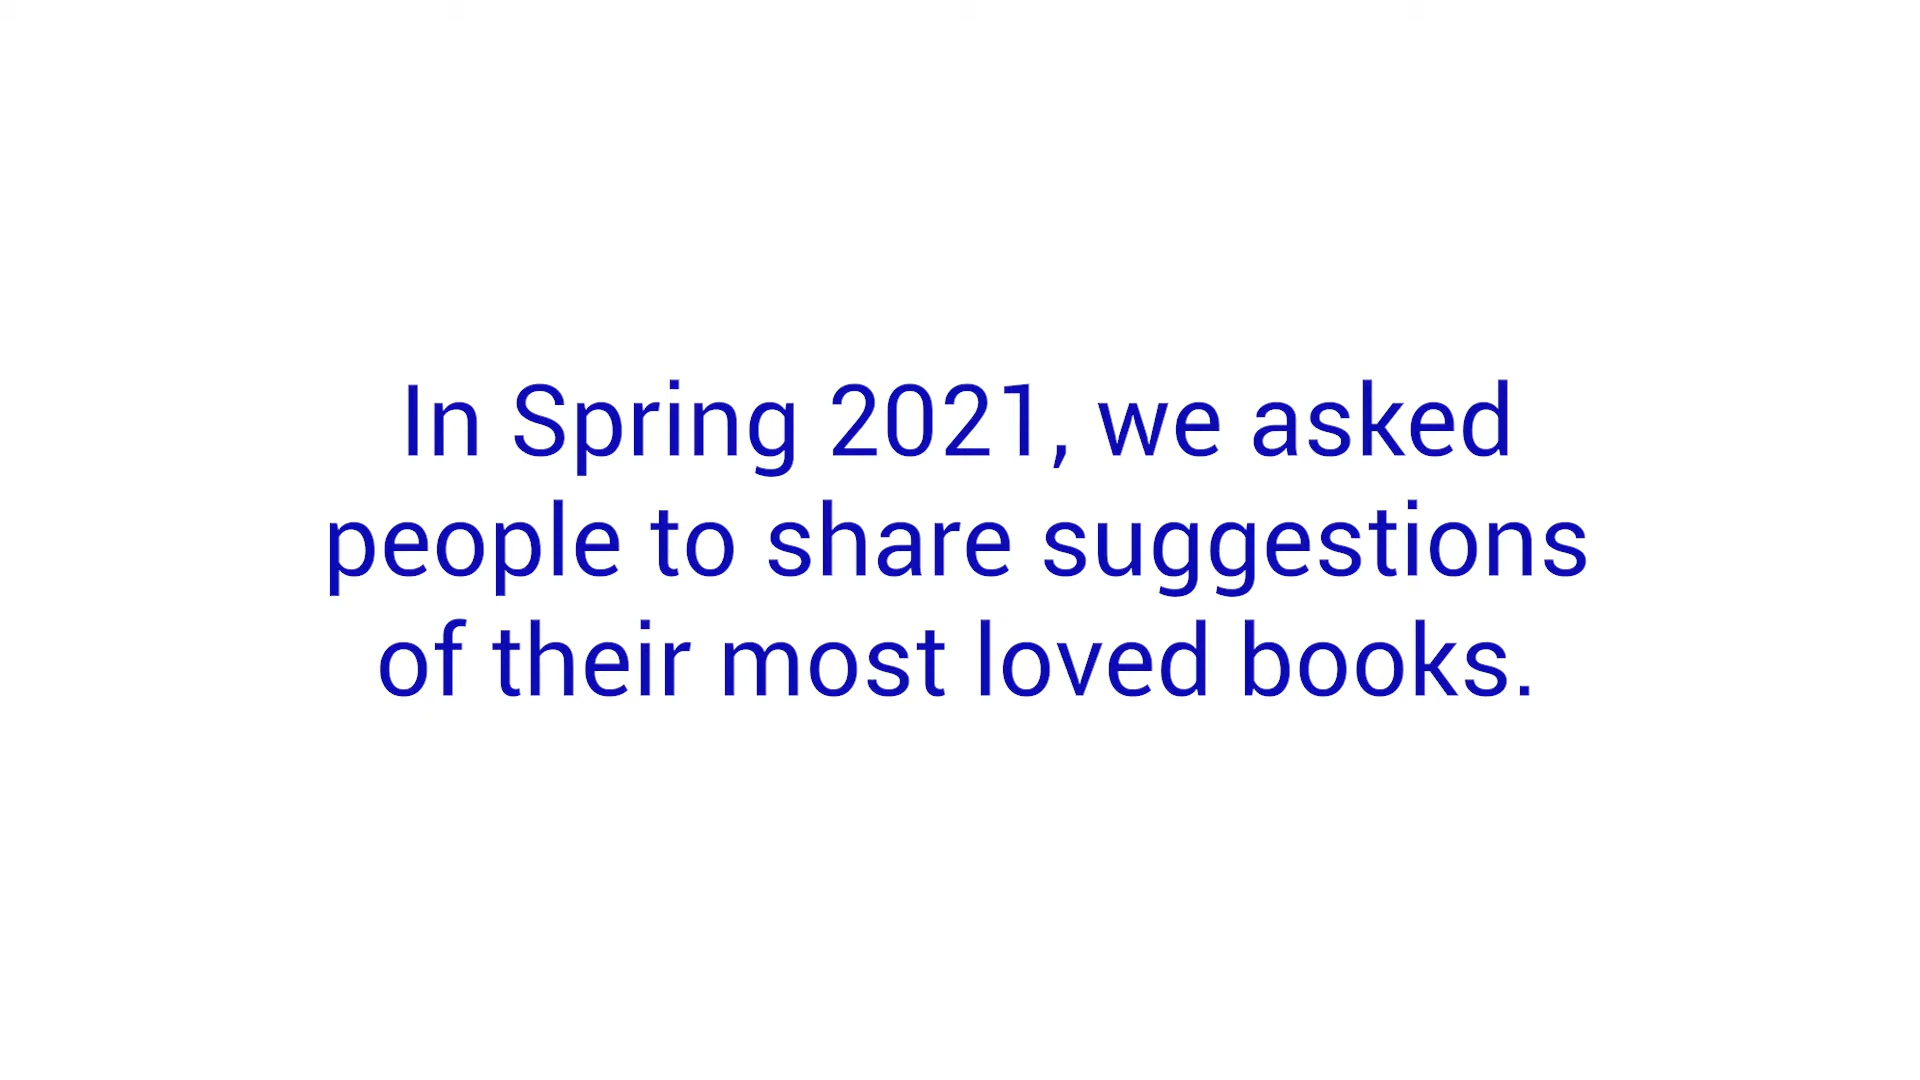 In Spring 2021, we asked
people to share suggestions
of their most loved books.